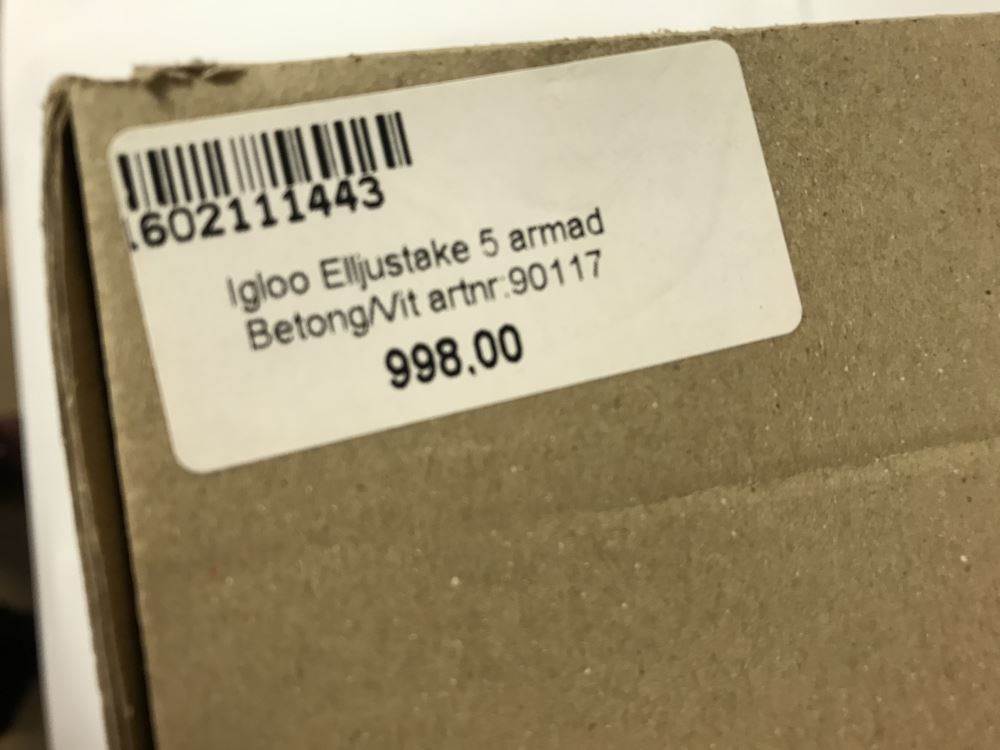 1602111443
Igloo Elljustake 5 armad
Betong/Vit artnr:90117
998.00